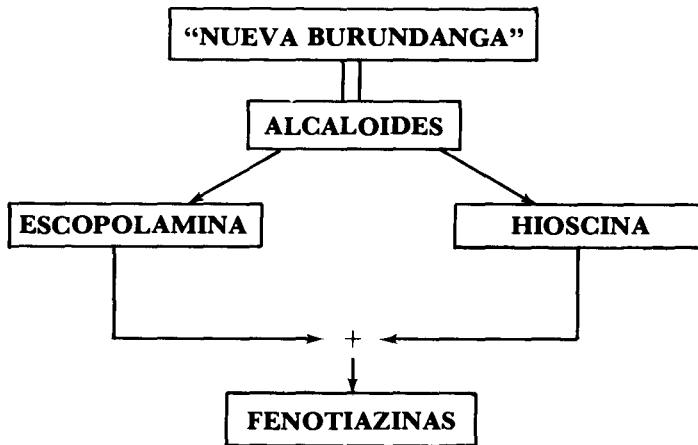 “NUEVA BURUNDANGA”
ALCALOIDES
ESCOPOLAMINA
HIOSCINA
+
FENOTIAZINAS